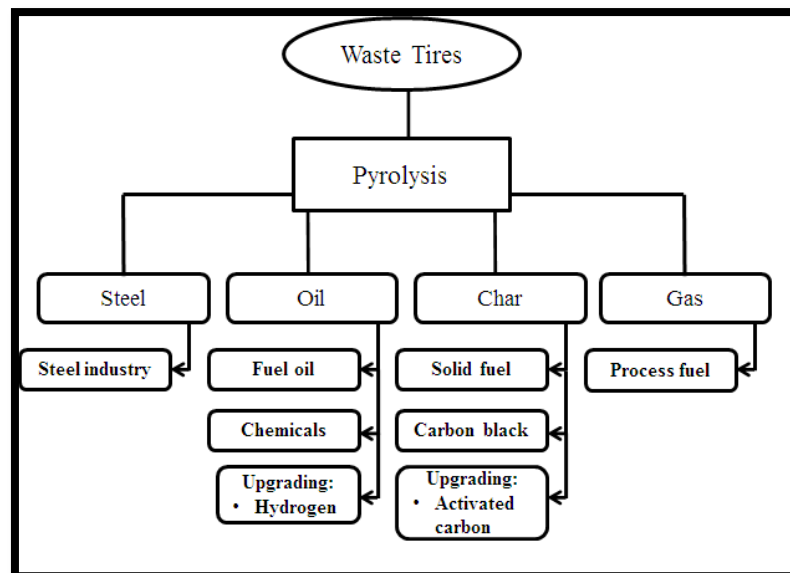 Waste Tires
Pyrolysis
Steel
Oil
Char
Gas
Steel industry
Fuel oil
Solid fuel
Process fuel
Chemicals
Carbon black
Upgrading:
• Hydrogen
Upgrading:
• Activated
carbon